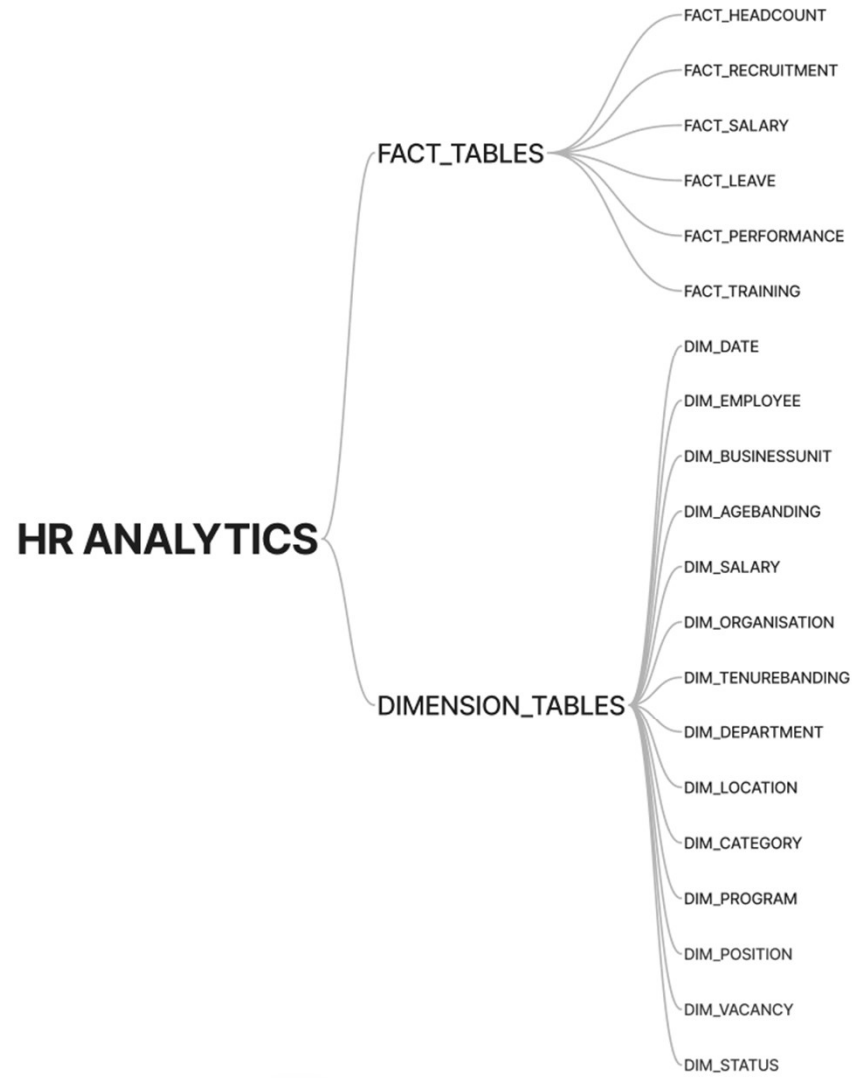 HR ANALYTICS
FACT_TABLES
FACT_HEADCOUNT
FACT_RECRUITMENT
FACT_SALARY
FACT_LEAVE
FACT_PERFORMANCE
FACT_TRAINING
DIMENSION_TABLES
DIM_DATE
DIM_EMPLOYEE
DIM_BUSINESSUNIT
DIM_AGEBANDING
DIM_SALARY
DIM_ORGANISATION
DIM_TENUREBANDING
DIM_DEPARTMENT
DIM_LOCATION
DIM_CATEGORY
DIM_PROGRAM
DIM_POSITION
DIM_VACANCY
DIM_STATUS